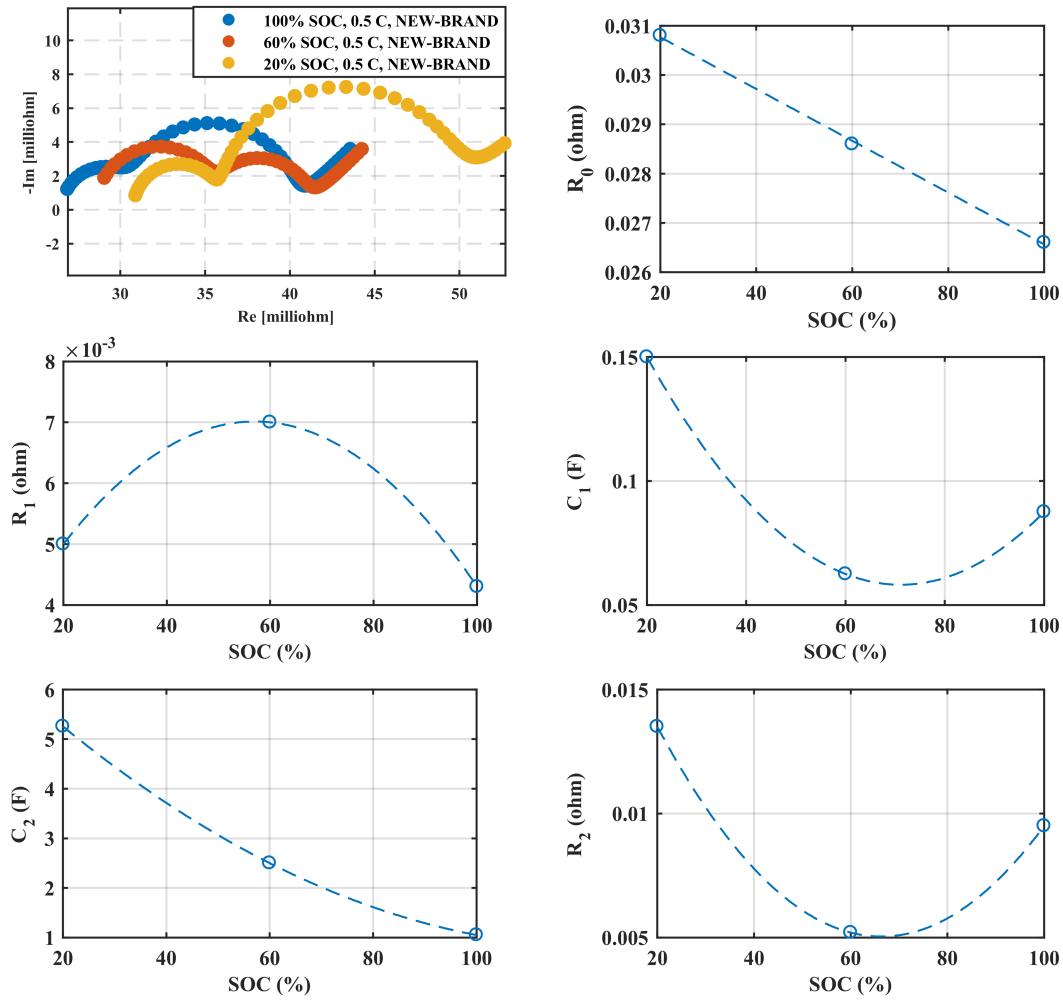 100% SOC, 0.5 C, NEW-BRAND
60% SOC, 0.5 C, NEW-BRAND
20% SOC, 0.5 C, NEW-BRAND
10
8
6
4
2
0
-2
-Im [milliohm]
30 35 40 45 50
Re [milliohm]
0.031
0.03
0.029
0.028
0.027
0.026
R_0 (ohm)
20 40 60 80 100
SOC (%)
×10^-3
8
7
6
5
4
R_1 (ohm)
20 40 60 80 100
SOC (%)
0.15
0.1
0.05
C_1 (F)
20 40 60 80 100
SOC (%)
6
5
4
3
2
1
C_2 (F)
20 40 60 80 100
SOC (%)
0.015
0.01
0.005
R_2 (ohm)
20 40 60 80 100
SOC (%)